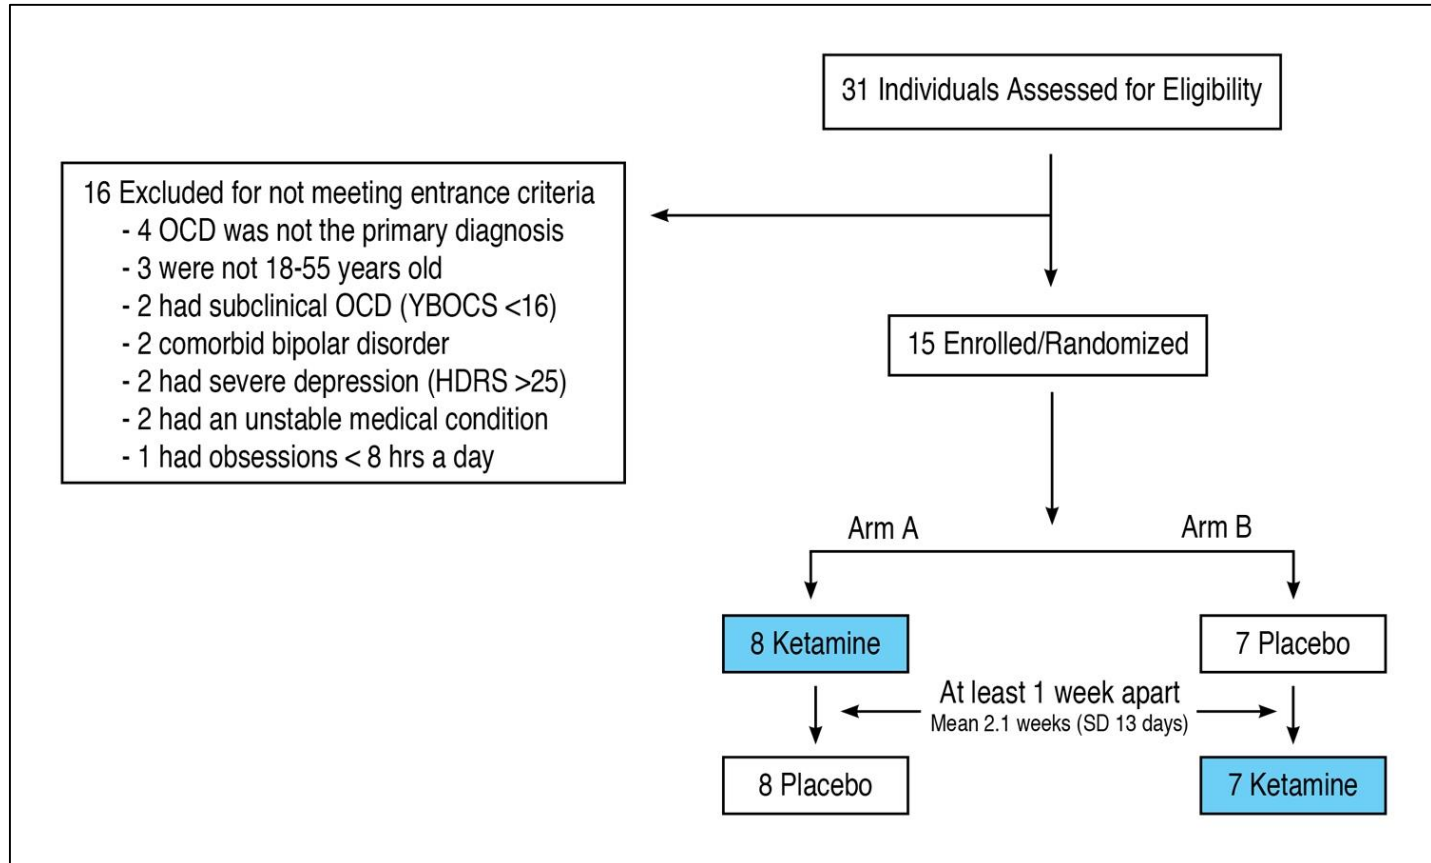 31 Individuals Assessed for Eligibility
16 Excluded for not meeting entrance criteria
- 4 OCD was not the primary diagnosis
- 3 were not 18-55 years old
- 2 had subclinical OCD (YBOCS <16)
- 2 comorbid bipolar disorder
- 2 had severe depression (HDRS >25)
- 2 had an unstable medical condition
- 1 had obsessions < 8 hrs a day
15 Enrolled/Randomized
Arm A
Arm B
8 Ketamine
7 Placebo
At least 1 week apart
Mean 2.1 weeks (SD 13 days)
8 Placebo
7 Ketamine